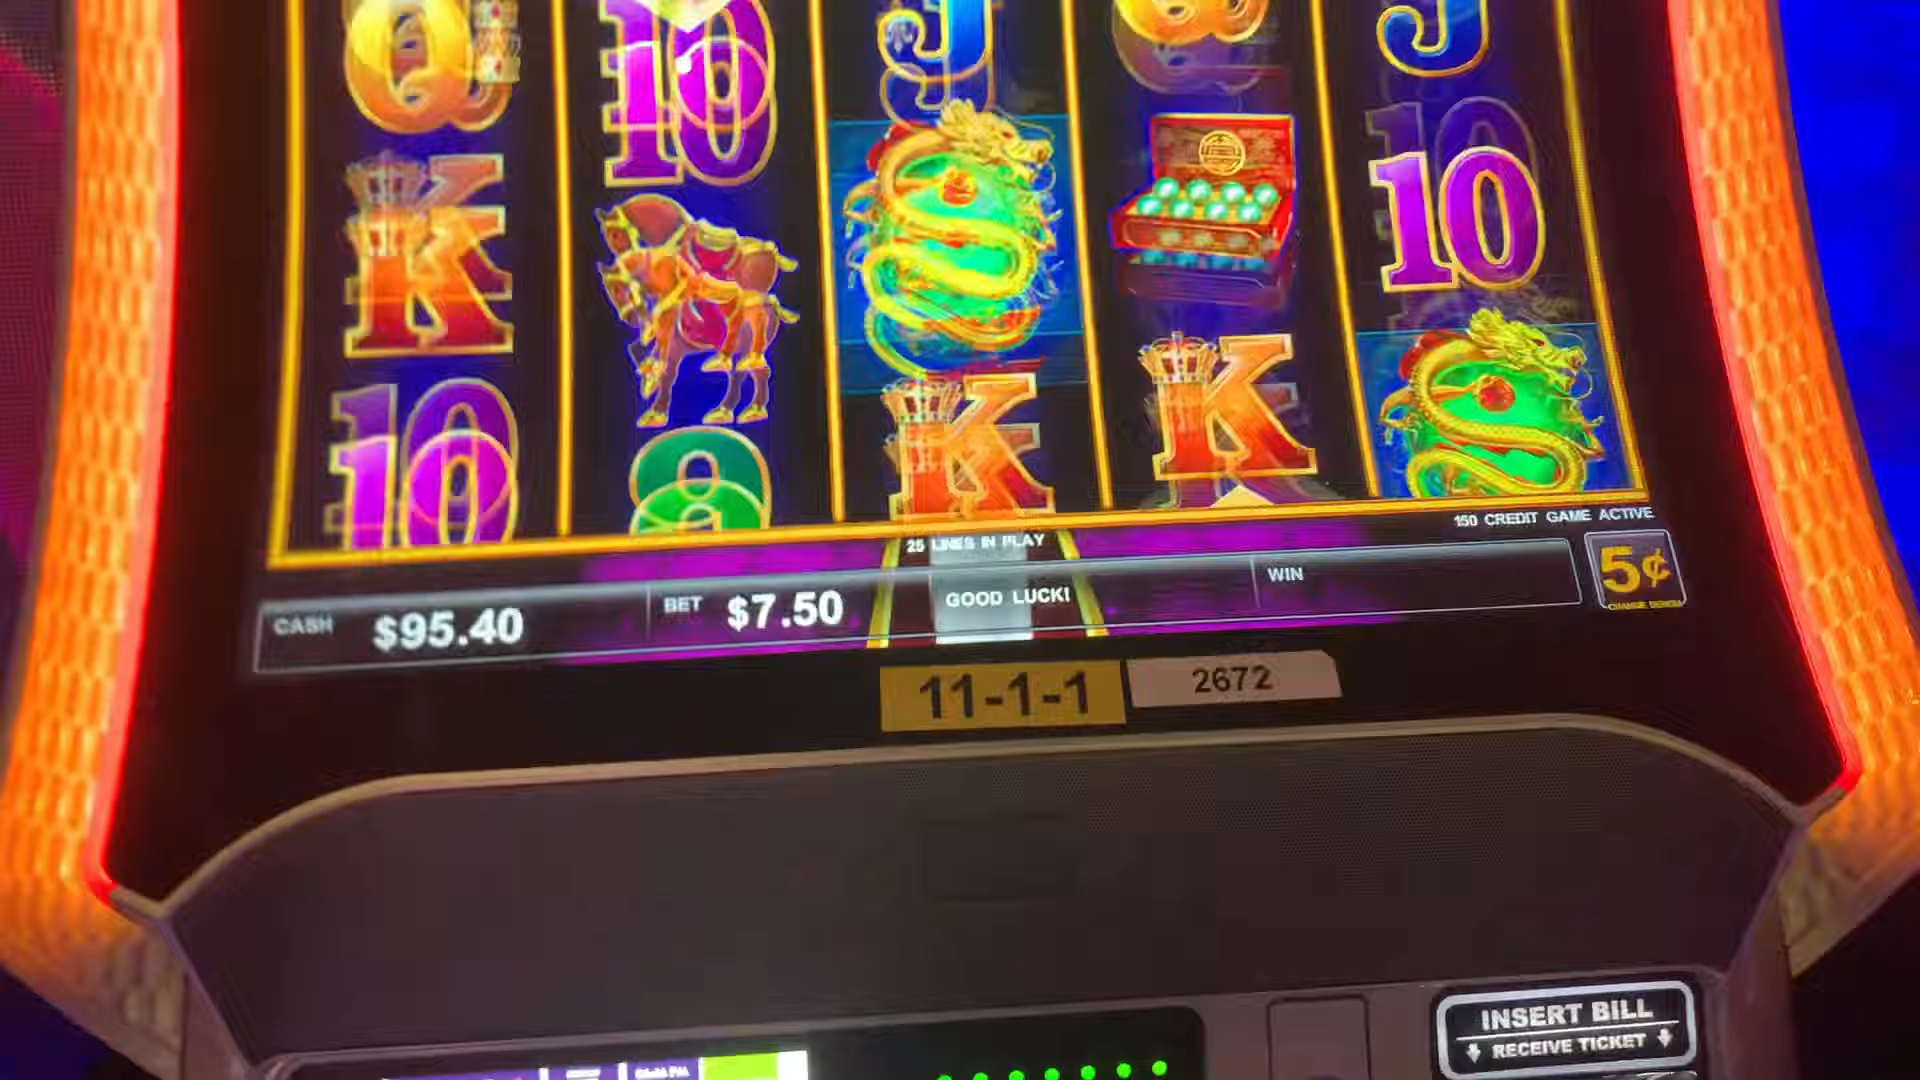 Q 10 J J
K 10
10 9 K K
25 LINES IN PLAY
150 CREDIT GAME ACTIVE
CASH $95.40 BET $7.50 GOOD LUCK! WIN 5¢
11-1-1 2672
INSERT BILL
RECEIVE TICKET